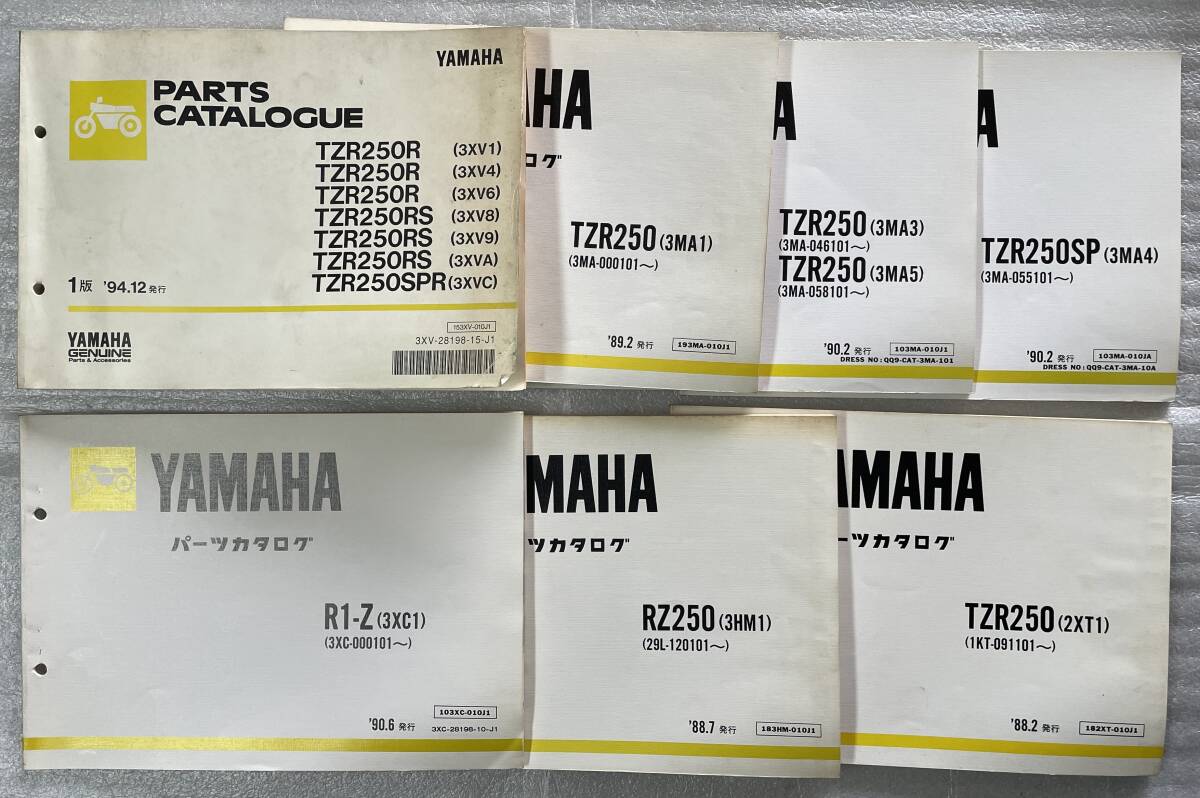 YAMAHA
PARTS
CATALOGUE
TZR250R (3XV1)
TZR250R (3XV4)
TZR250R (3XV6)
TZR250RS (3XV8)
TZR250RS (3XV9)
TZR250RS (3XVA)
TZR250SPR (3XVC)
1版 '94.12 発行
YAMAHA
GENUINE
Parts & Accessories
153XV-010J1
3XV-28198-15-J1
AHA
ログ
TZR250 (3MA1)
(3MA-000101～)
'89.2 発行
193MA-010J1
A
TZR250 (3MA3)
(3MA-046101～)
TZR250 (3MA5)
(3MA-058101～)
'90.2 発行
103MA-010J1
DRESS NO : QQ9-CAT-3MA-101
A
TZR250SP (3MA4)
(3MA-055101～)
'90.2 発行
103MA-010JA
DRESS NO : QQ9-CAT-3MA-10A
YAMAHA
パーツカタログ
R1-Z (3XC1)
(3XC-000101～)
103XC-010J1
'90.6 発行
3XC-28198-10-J1
MAHA
ツカタログ
RZ250 (3HM1)
(29L-120101～)
'88.7 発行
183HM-010J1
AMAHA
ーツカタログ
TZR250 (2XT1)
(1KT-091101～)
'88.2 発行
182XT-010J1